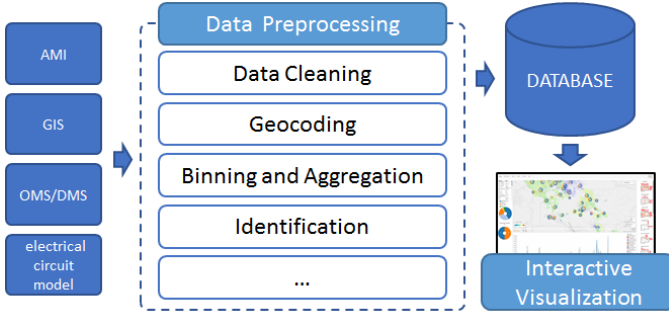 AMI
GIS
OMS/DMS
electrical
circuit
model
Data Preprocessing
Data Cleaning
Geocoding
Binning and Aggregation
Identification
...
DATABASE
Interactive
Visualization